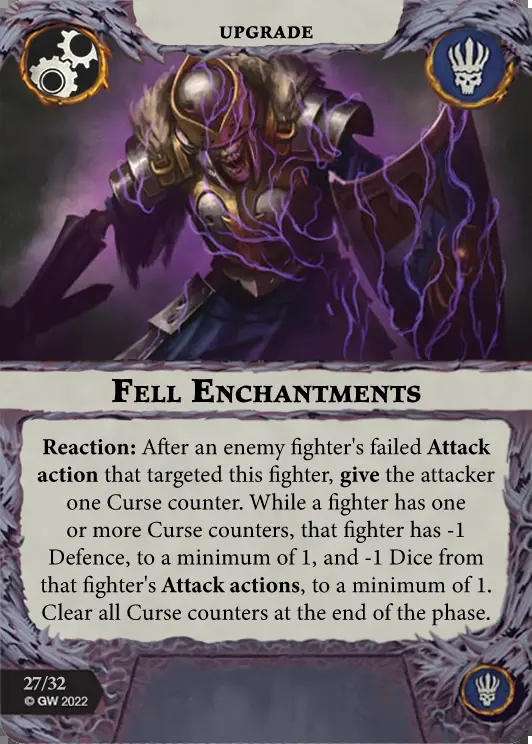 UPGRADE
FELL ENCHANTMENTS
Reaction: After an enemy fighter's failed Attack
action that targeted this fighter, give the attacker
one Curse counter. While a fighter has one
or more Curse counters, that fighter has -1
Defence, to a minimum of 1, and -1 Dice from
that fighter's Attack actions, to a minimum of 1.
Clear all Curse counters at the end of the phase.
27/32
© GW 2022